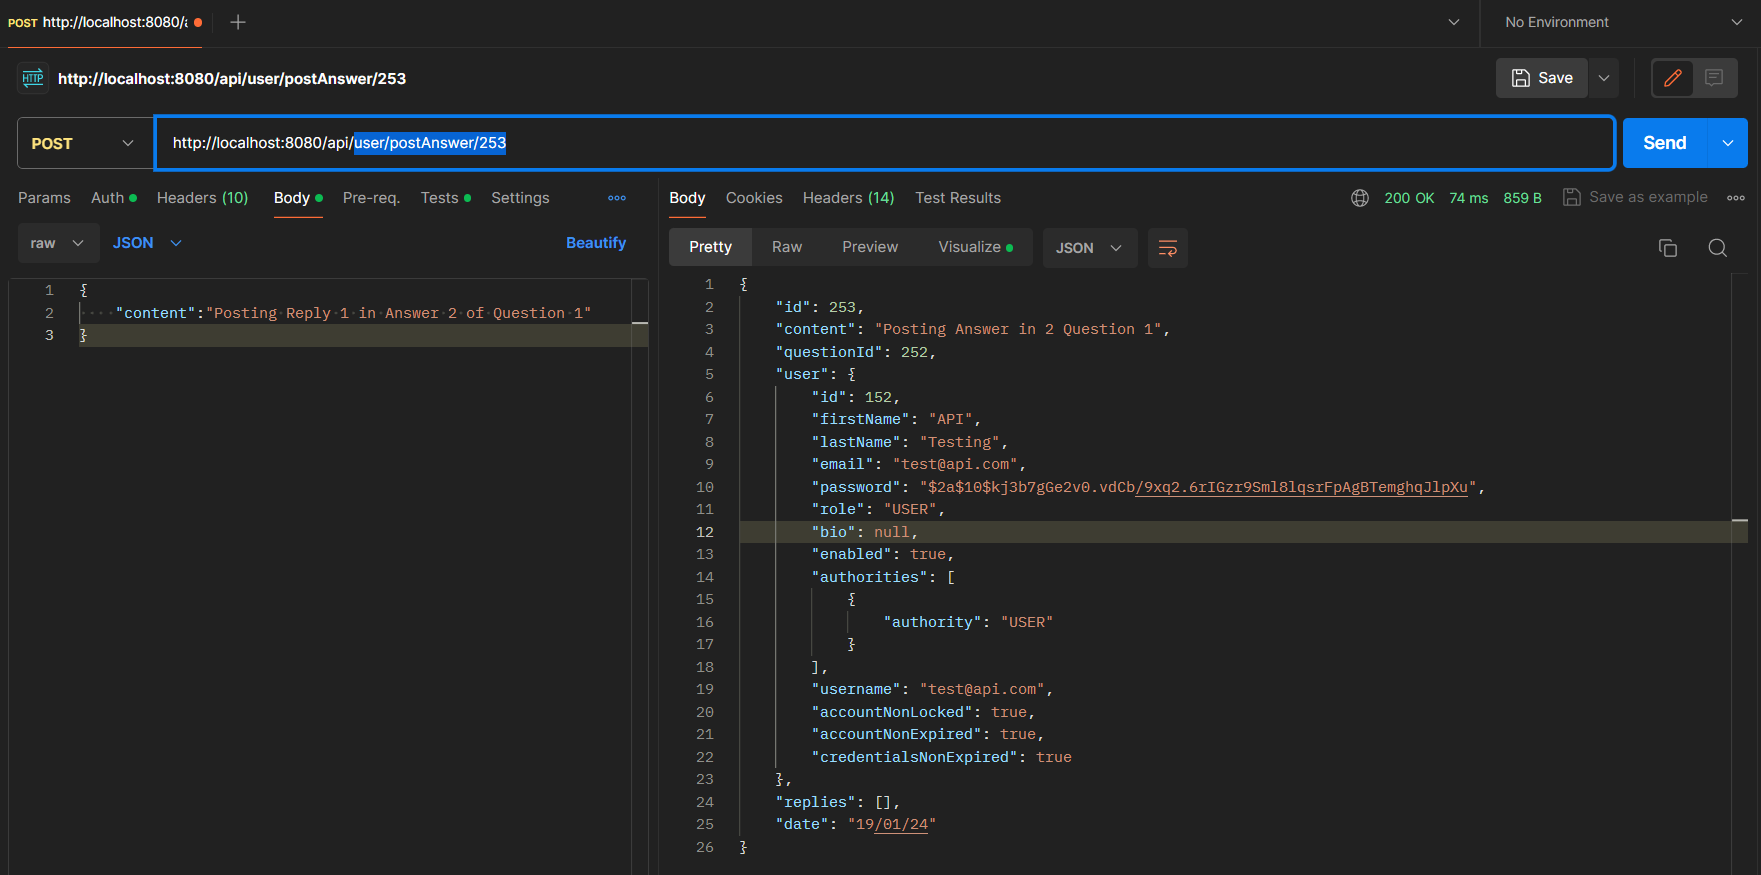 POST http://localhost:8080/a
No Environment
HTTP http://localhost:8080/api/user/postAnswer/253
Save
POST http://localhost:8080/api/user/postAnswer/253 Send
Params Auth Headers (10) Body Pre-req. Tests Settings
raw JSON Beautify
1 {
2 ····"content":"Posting·Reply·1·in·Answer·2·of·Question·1"
3 }
Body Cookies Headers (14) Test Results 200 OK 74 ms 859 B Save as example
Pretty Raw Preview Visualize JSON
1 {
2 "id": 253,
3 "content": "Posting Answer in 2 Question 1",
4 "questionId": 252,
5 "user": {
6 "id": 152,
7 "firstName": "API",
8 "lastName": "Testing",
9 "email": "test@api.com",
10 "password": "$2a$10$kj3b7gGe2v0.vdCb/9xq2.6rIGzr9Sml8lqsrFpAgBTemghqJlpXu",
11 "role": "USER",
12 "bio": null,
13 "enabled": true,
14 "authorities": [
15 {
16 "authority": "USER"
17 }
18 ],
19 "username": "test@api.com",
20 "accountNonLocked": true,
21 "accountNonExpired": true,
22 "credentialsNonExpired": true
23 },
24 "replies": [],
25 "date": "19/01/24"
26 }